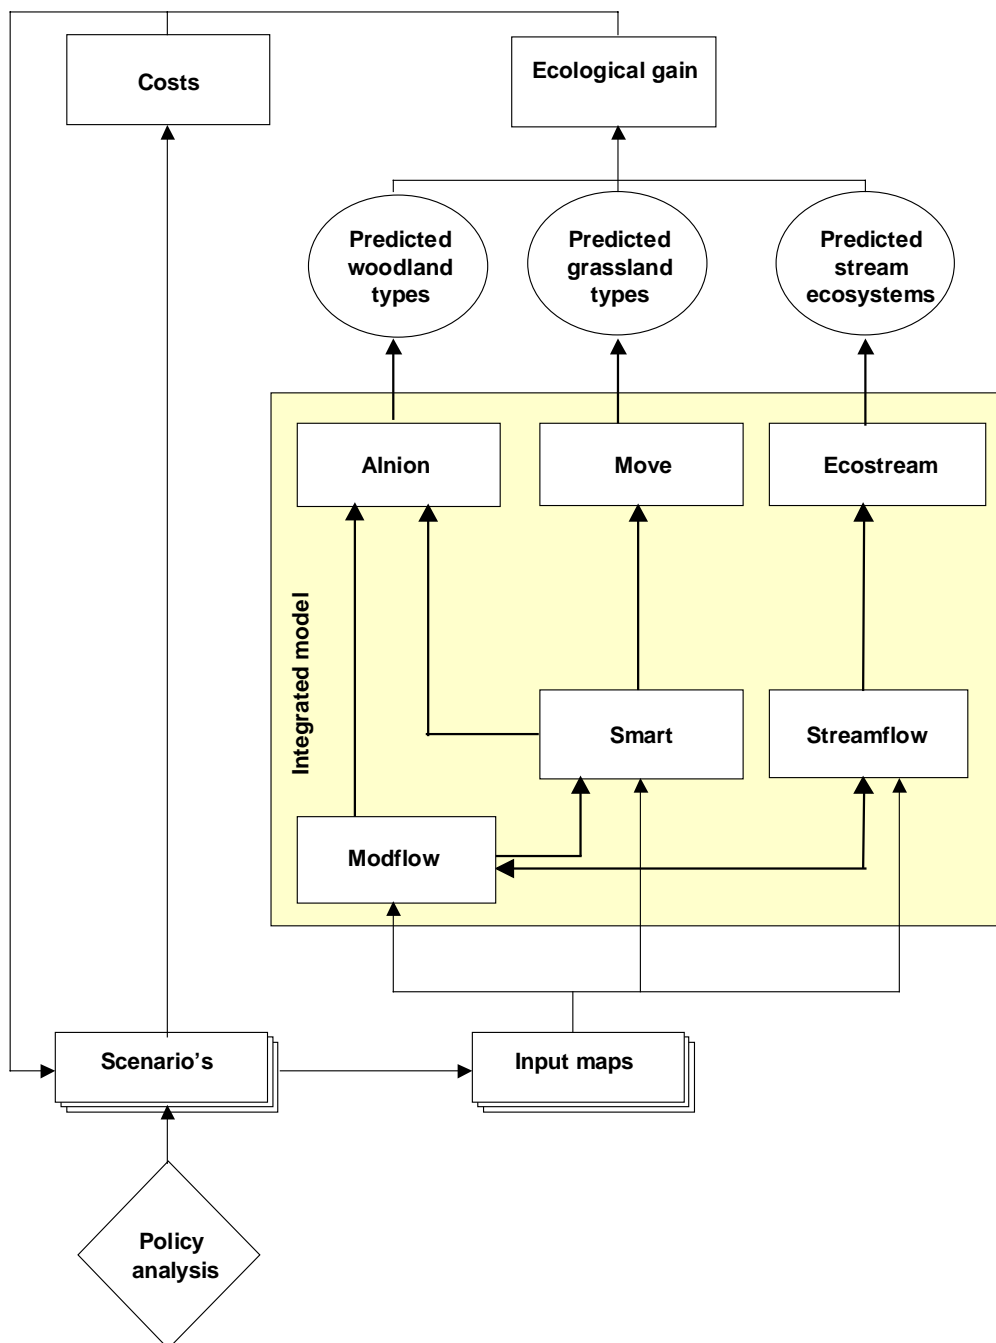 Costs
Ecological gain
Predicted
woodland
types
Predicted
grassland
types
Predicted
stream
ecosystems
Alnion
Move
Ecostream
Integrated model
Smart
Streamflow
Modflow
Scenario's
Input maps
Policy
analysis